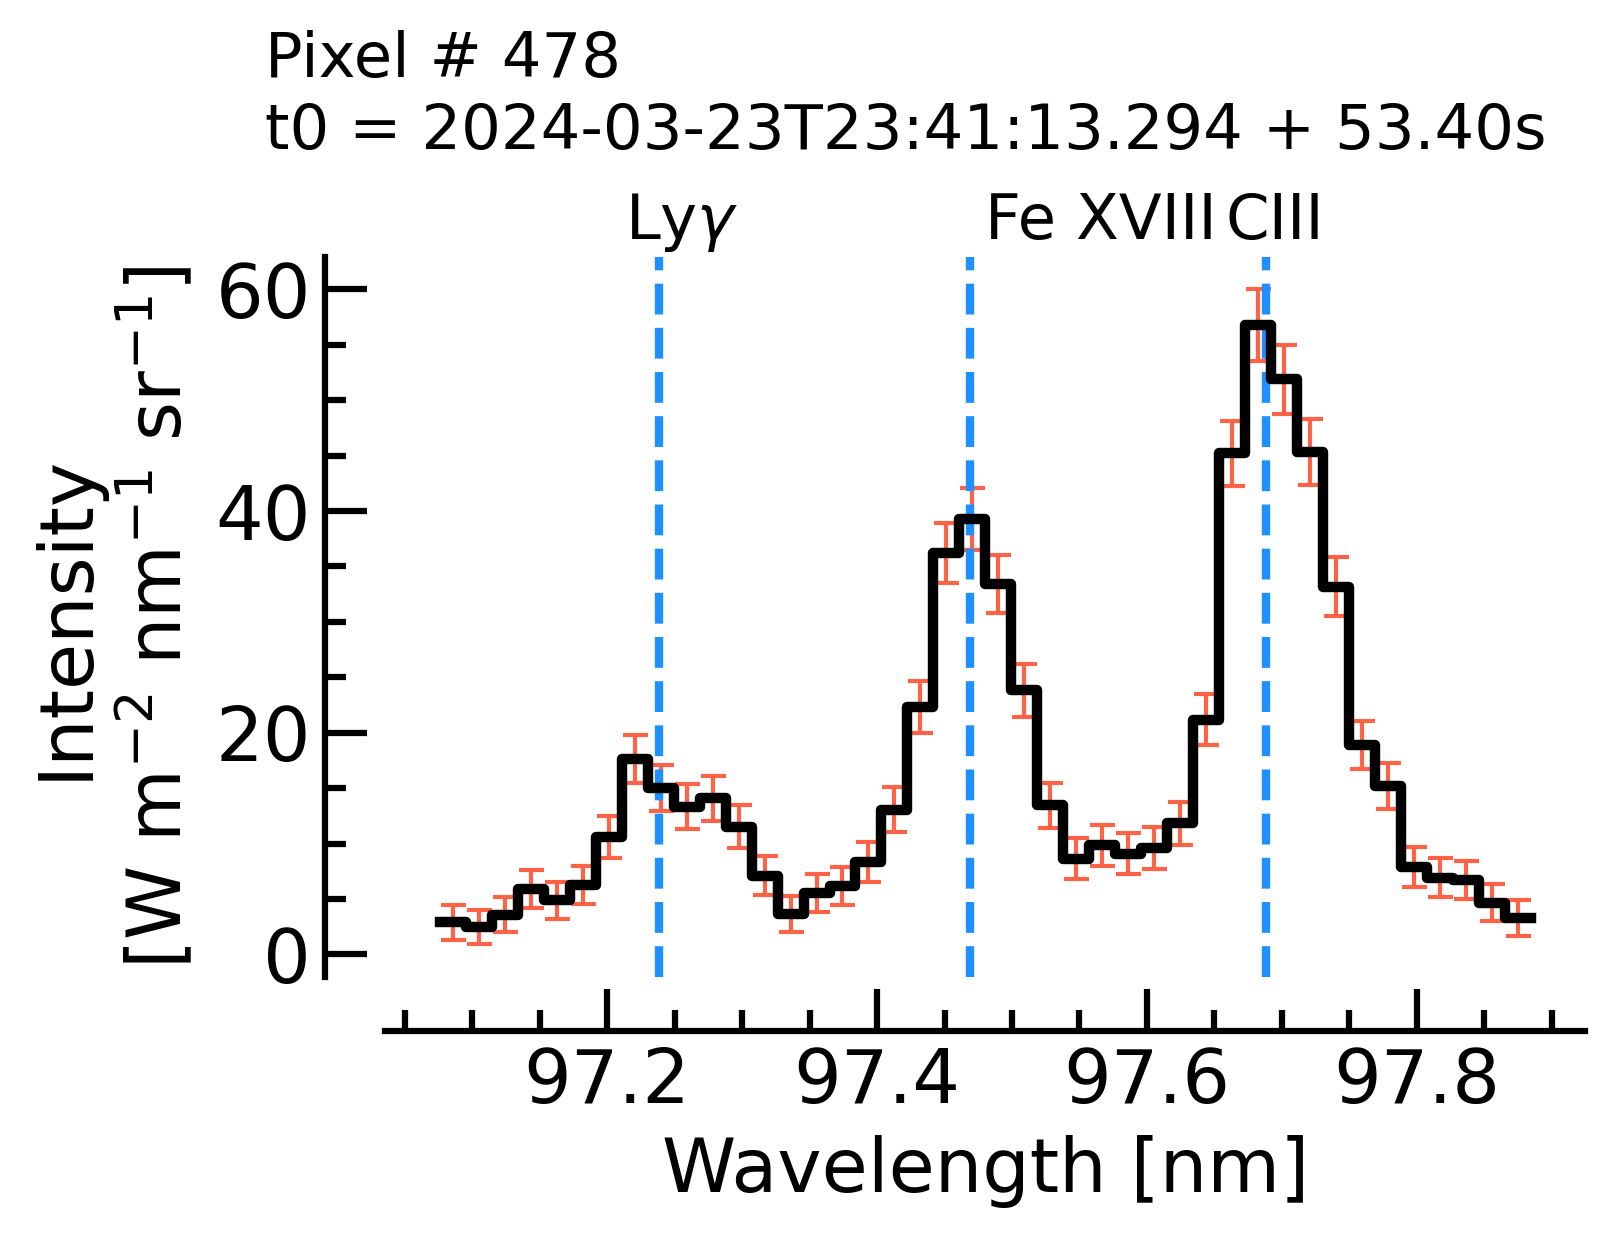 Pixel # 478
t0 = 2024-03-23T23:41:13.294 + 53.40s
Lyγ Fe XVIII CIII
60
40
20
0
Intensity
[W m⁻² nm⁻¹ sr⁻¹]
97.2 97.4 97.6 97.8
Wavelength [nm]